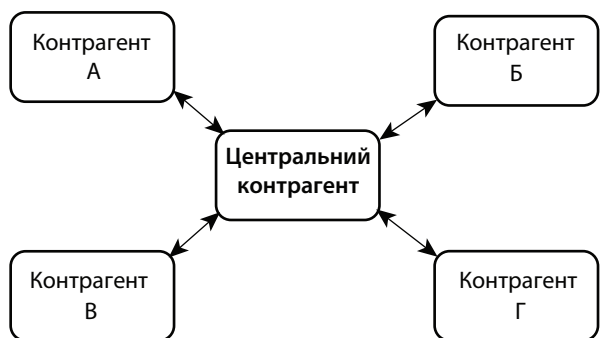 Контрагент
А
Контрагент
Б
Центральний
контрагент
Контрагент
В
Контрагент
Г